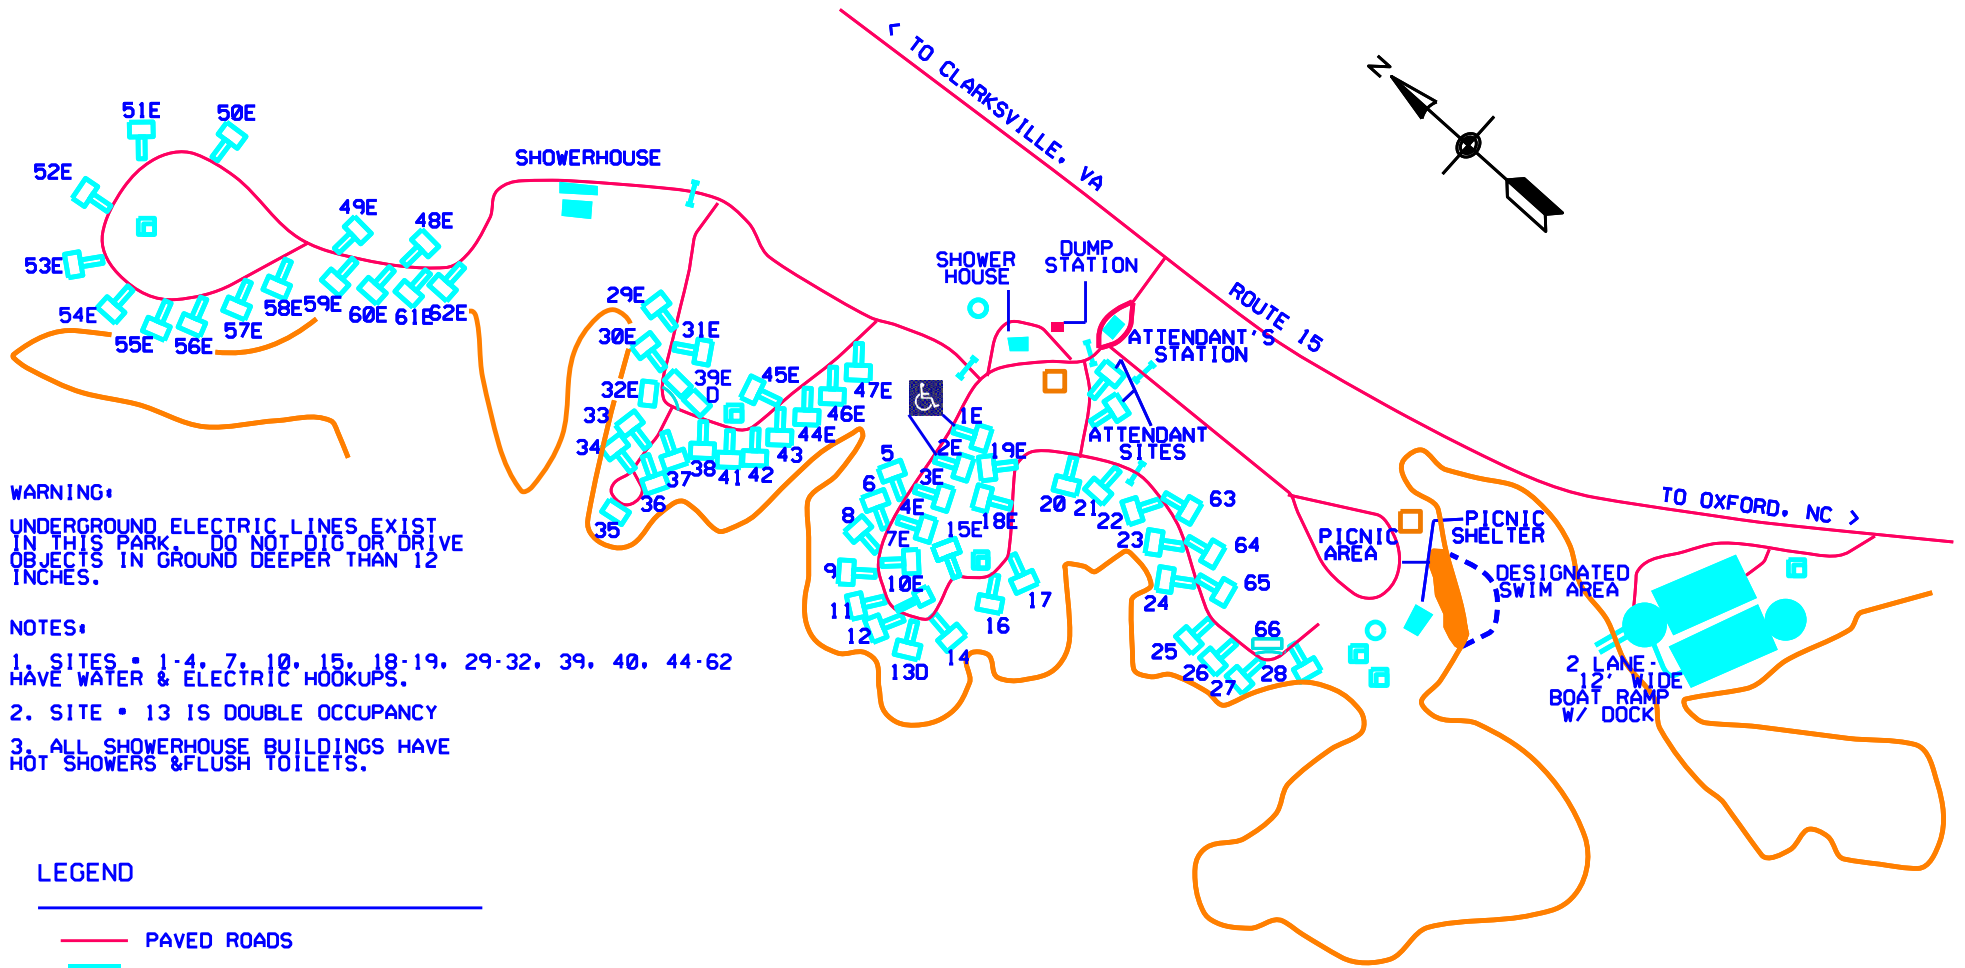 < TO CLARKSVILLE, VA
N
51E
50E
52E
SHOWERHOUSE
49E
48E
53E
SHOWER
HOUSE
DUMP
STATION
ROUTE 15
54E
55E
56E
57E
58E
59E
60E
61E
62E
29E
30E
31E
32E
39E
D
45E
47E
46E
44E
ATTENDANT'S
STATION
ATTENDANT
SITES
33
34
35
36
37
38
41
42
43
1E
2E
3E
4E
5
6
7E
8
9
10E
11
12
13D
14
15E
16
17
18E
19E
20
21
22
23
24
25
26
27
28
63
64
65
66
PICNIC
AREA
PICNIC
SHELTER
DESIGNATED
SWIM AREA
TO OXFORD, NC >
2 LANE-
12' WIDE
BOAT RAMP
W/ DOCK
WARNING:
UNDERGROUND ELECTRIC LINES EXIST
IN THIS PARK. DO NOT DIG OR DRIVE
OBJECTS IN GROUND DEEPER THAN 12
INCHES.
NOTES:
1. SITES # 1-4, 7, 10, 15, 18-19, 29-32, 39, 40, 44-62
HAVE WATER & ELECTRIC HOOKUPS.
2. SITE # 13 IS DOUBLE OCCUPANCY
3. ALL SHOWERHOUSE BUILDINGS HAVE
HOT SHOWERS &FLUSH TOILETS.
LEGEND
PAVED ROADS